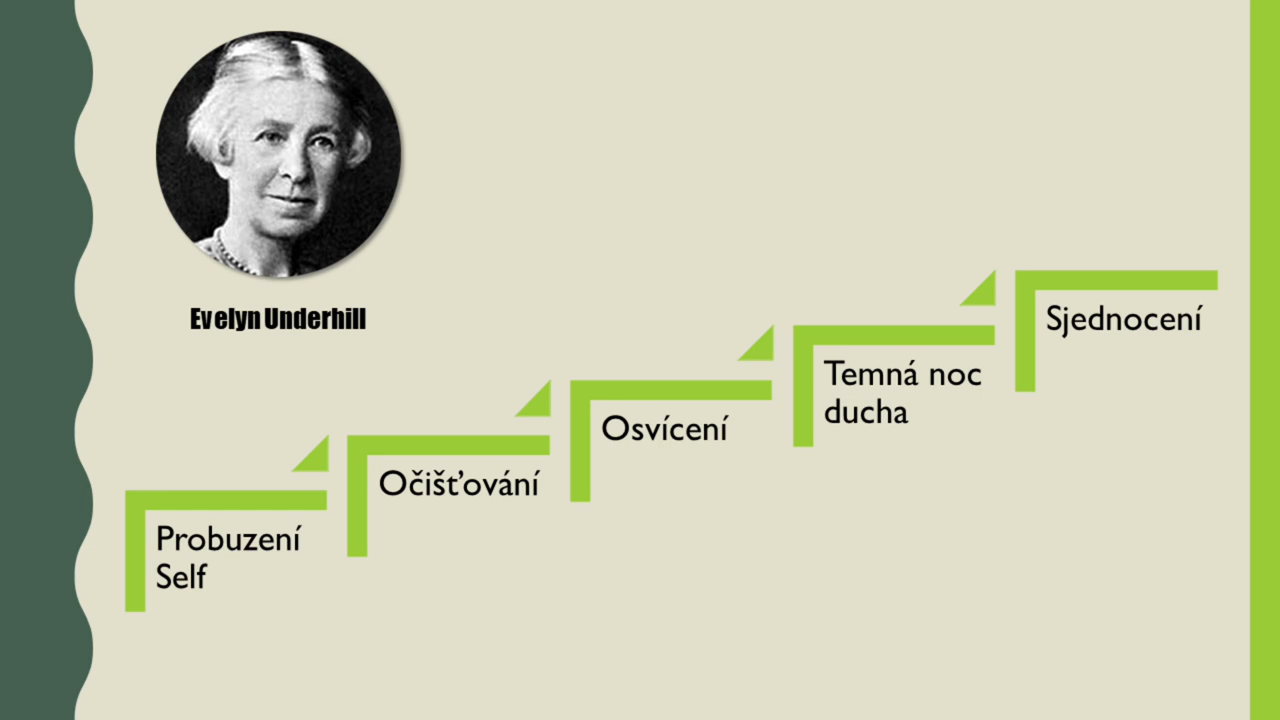 Evelyn Underhill
Probuzení
Self
Očišťování
Osvícení
Temná noc
ducha
Sjednocení